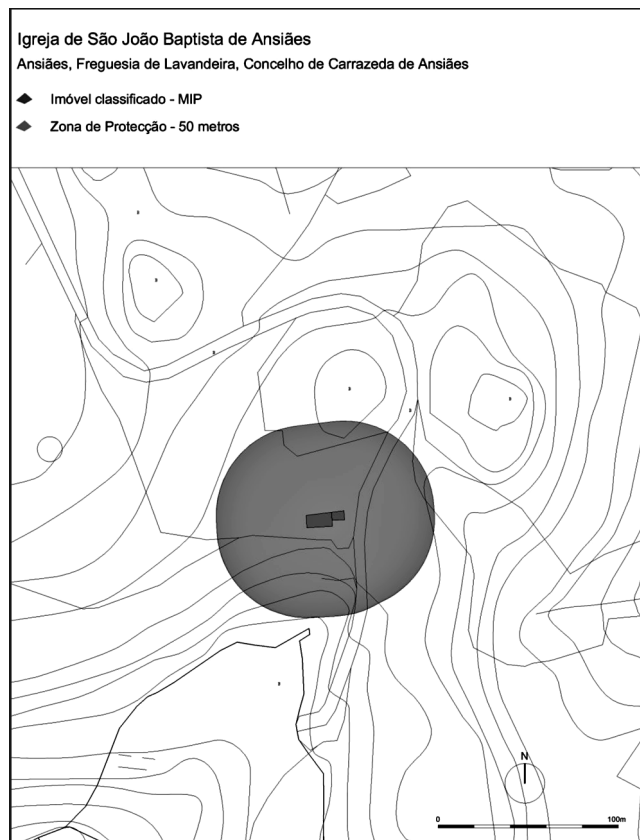 Igreja de São João Baptista de Ansiães
Ansiães, Freguesia de Lavandeira, Concelho de Carrazeda de Ansiães
Imóvel classificado - MIP
Zona de Protecção - 50 metros
N
0 100m